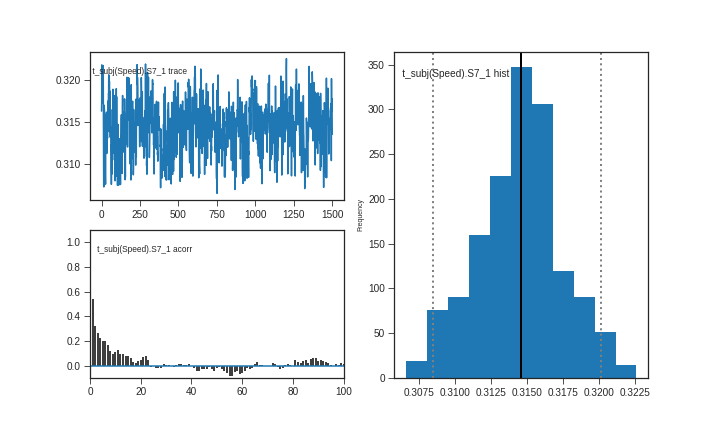 t_subj(Speed).S7_1 trace
0.320
0.315
0.310
0 250 500 750 1000 1250 1500
t_subj(Speed).S7_1 acorr
1.0
0.8
0.6
0.4
0.2
0.0
0 20 40 60 80 100
t_subj(Speed).S7_1 hist
Frequency
350
300
250
200
150
100
50
0
0.3075 0.3100 0.3125 0.3150 0.3175 0.3200 0.3225